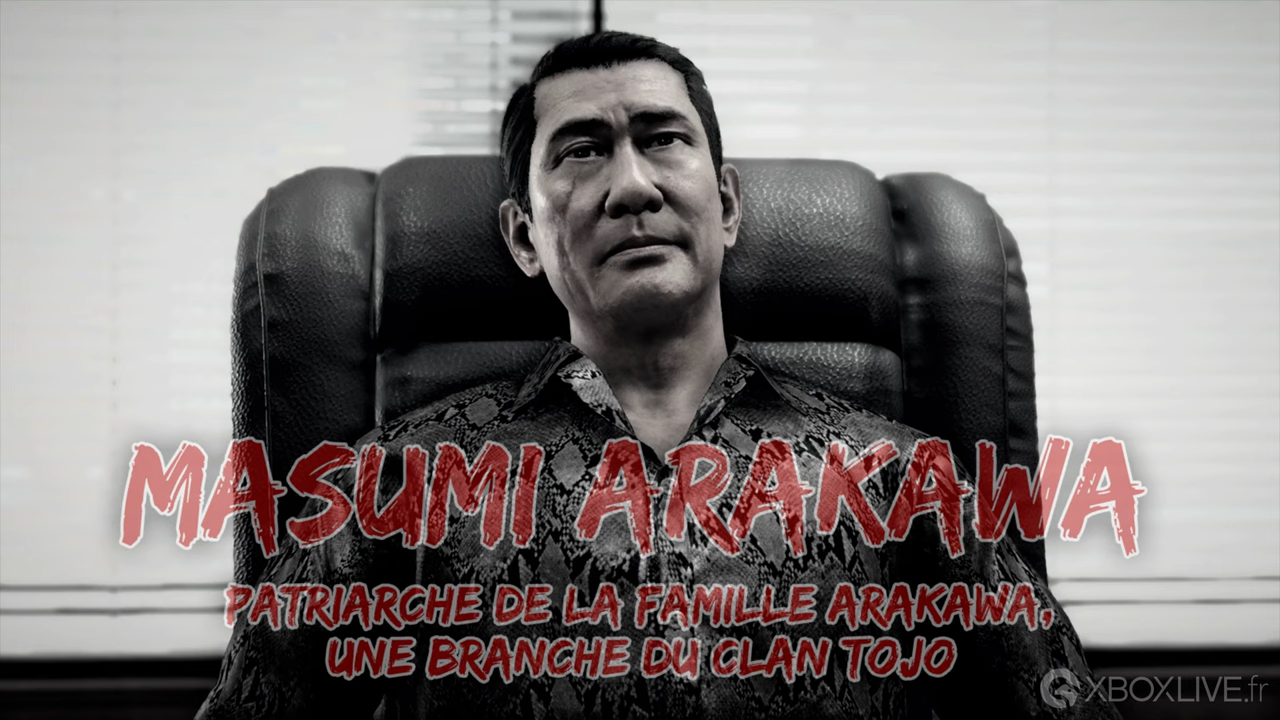 MASUMI ARAKAWA
PATRIARCHE DE LA FAMILLE ARAKAWA,
UNE BRANCHE DU CLAN TOJO
XBOXLIVE.fr